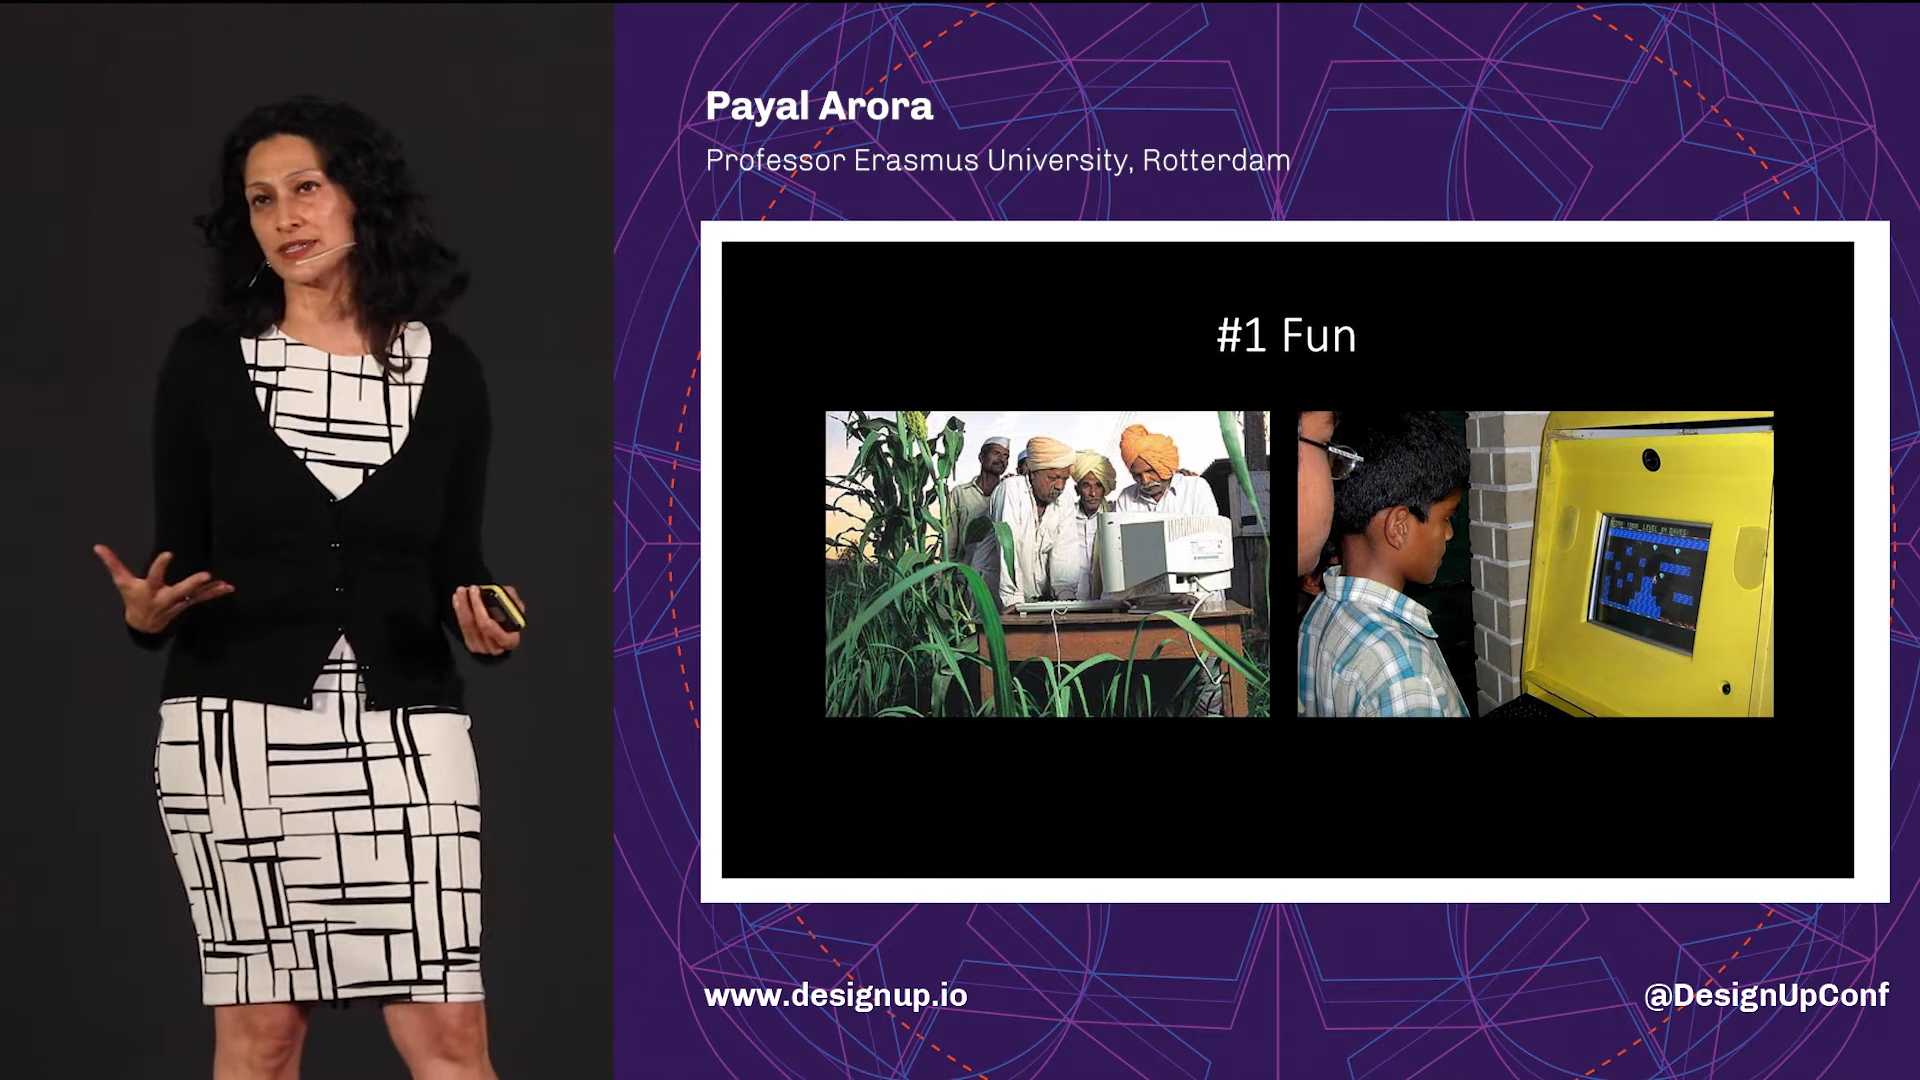 Payal Arora
Professor Erasmus University, Rotterdam
#1 Fun
www.designup.io
@DesignUpConf